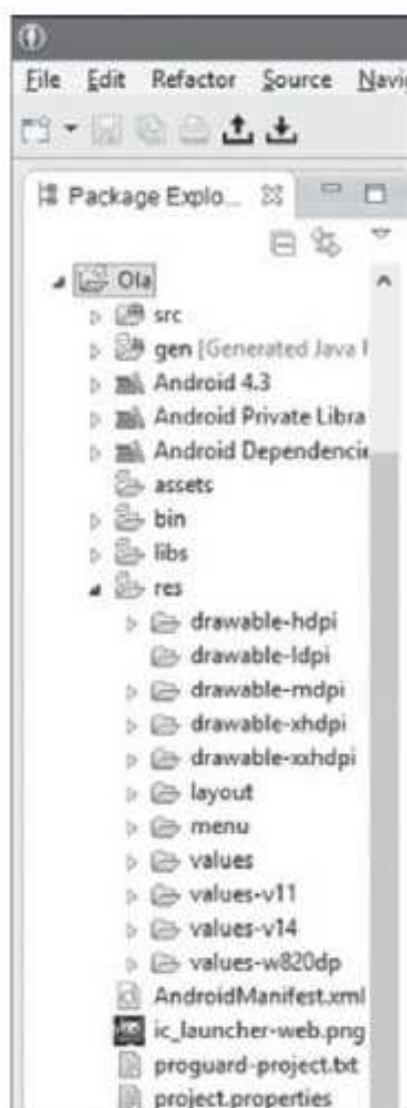 File Edit Refactor Source Navig
Package Explo...
Ola
src
gen [Generated Java F
Android 4.3
Android Private Libra
Android Dependencie
assets
bin
libs
res
drawable-hdpi
drawable-ldpi
drawable-mdpi
drawable-xhdpi
drawable-xxhdpi
layout
menu
values
values-v11
values-v14
values-w820dp
AndroidManifest.xml
ic_launcher-web.png
proguard-project.txt
project.properties